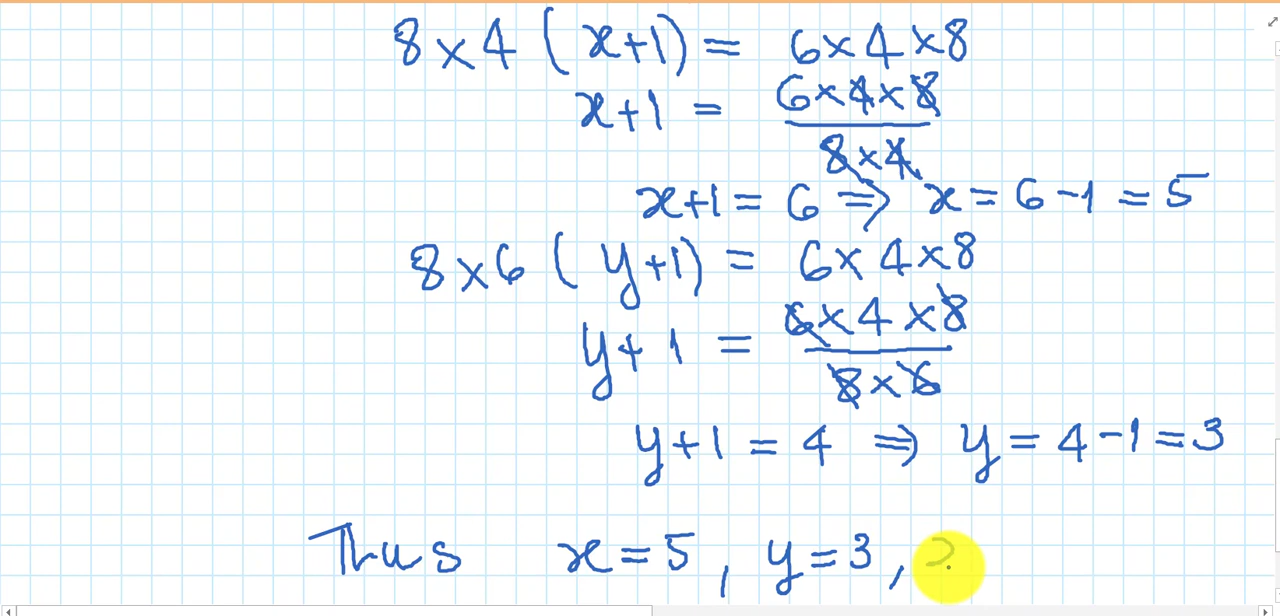 8×4 (x+1) = 6×4×8
x+1 = 6×4×8 / 8×4
x+1 = 6 ⇒ x = 6-1 = 5
8×6 (y+1) = 6×4×8
y+1 = 6×4×8 / 8×6
y+1 = 4 ⇒ y = 4-1 = 3
Thus x=5, y=3,